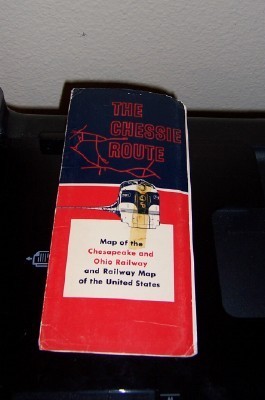 THE
CHESSIE
ROUTE
Map of the
Chesapeake and
Ohio Railway
and Railway Map
of the United States